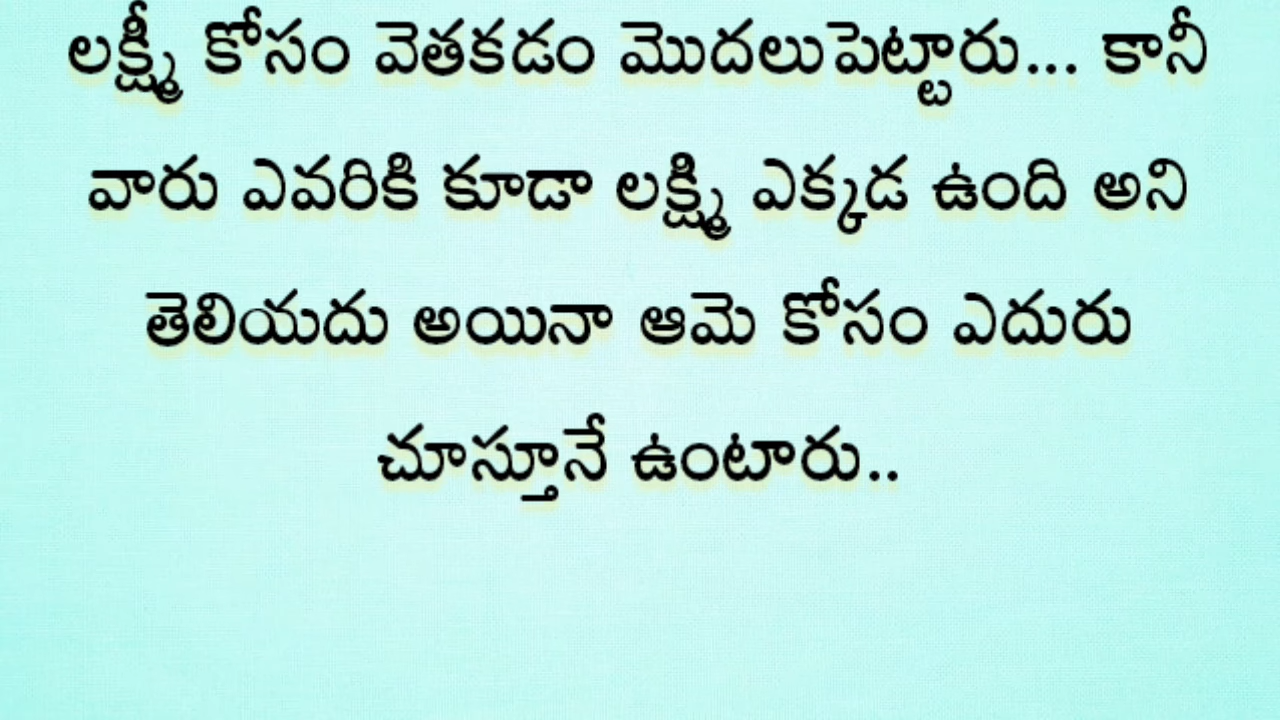 లక్ష్మీ కోసం వెతకడం మొదలుపెట్టారు... కానీ
వారు ఎవరికి కూడా లక్ష్మి ఎక్కడ ఉంది అని
తెలియదు అయినా ఆమె కోసం ఎదురు
చూస్తూనే ఉంటారు..